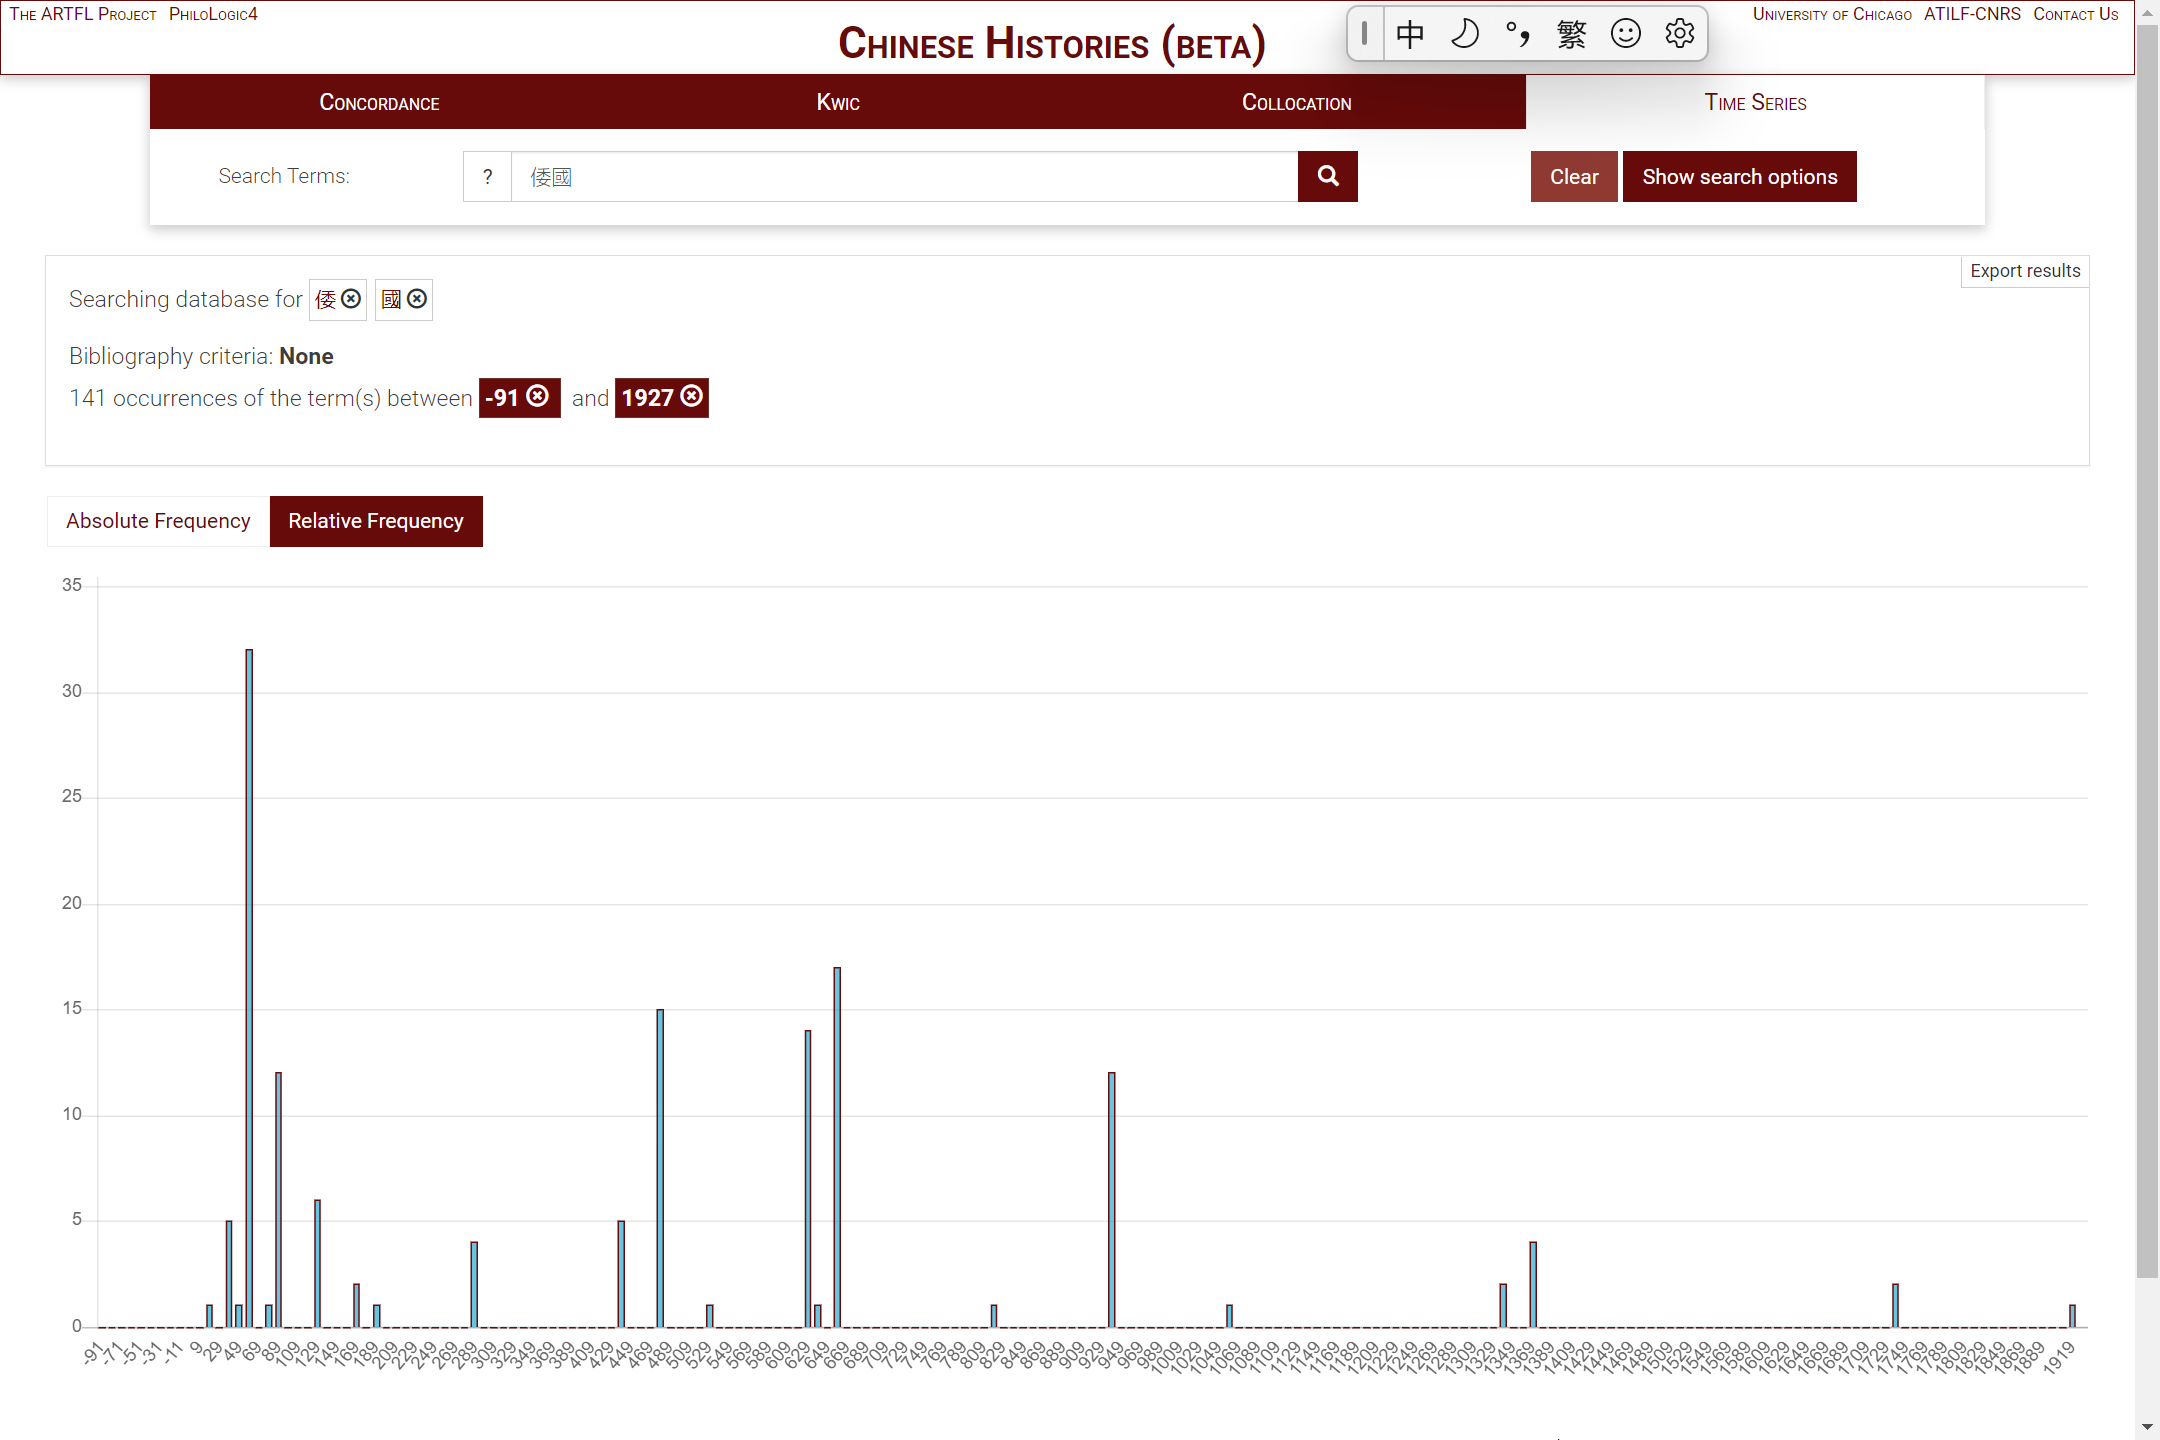 The ARTFL Project PhiloLogic4
Chinese Histories (beta)
中 繁
University of Chicago ATILF-CNRS Contact Us
Concordance Kwic Collocation Time Series
Search Terms: ? 倭國 Clear Show search options
Export results
Searching database for 倭 國
Bibliography criteria: None
141 occurrences of the term(s) between -91 and 1927
Absolute Frequency Relative Frequency
35
30
25
20
15
10
5
0
-91 -71 -51 -31 -11 9 29 49 69 89 109 129 149 169 189 209 229 249 269 289 309 329 349 369 389 409 429 449 469 489 509 529 549 569 589 609 629 649 669 689 709 729 749 769 789 809 829 849 869 889 909 929 949 969 989 1009 1029 1049 1069 1089 1109 1129 1149 1169 1189 1209 1229 1249 1269 1289 1309 1329 1349 1369 1389 1409 1429 1449 1469 1489 1509 1529 1549 1569 1589 1609 1629 1649 1669 1689 1709 1729 1749 1769 1789 1809 1829 1849 1869 1889 1919